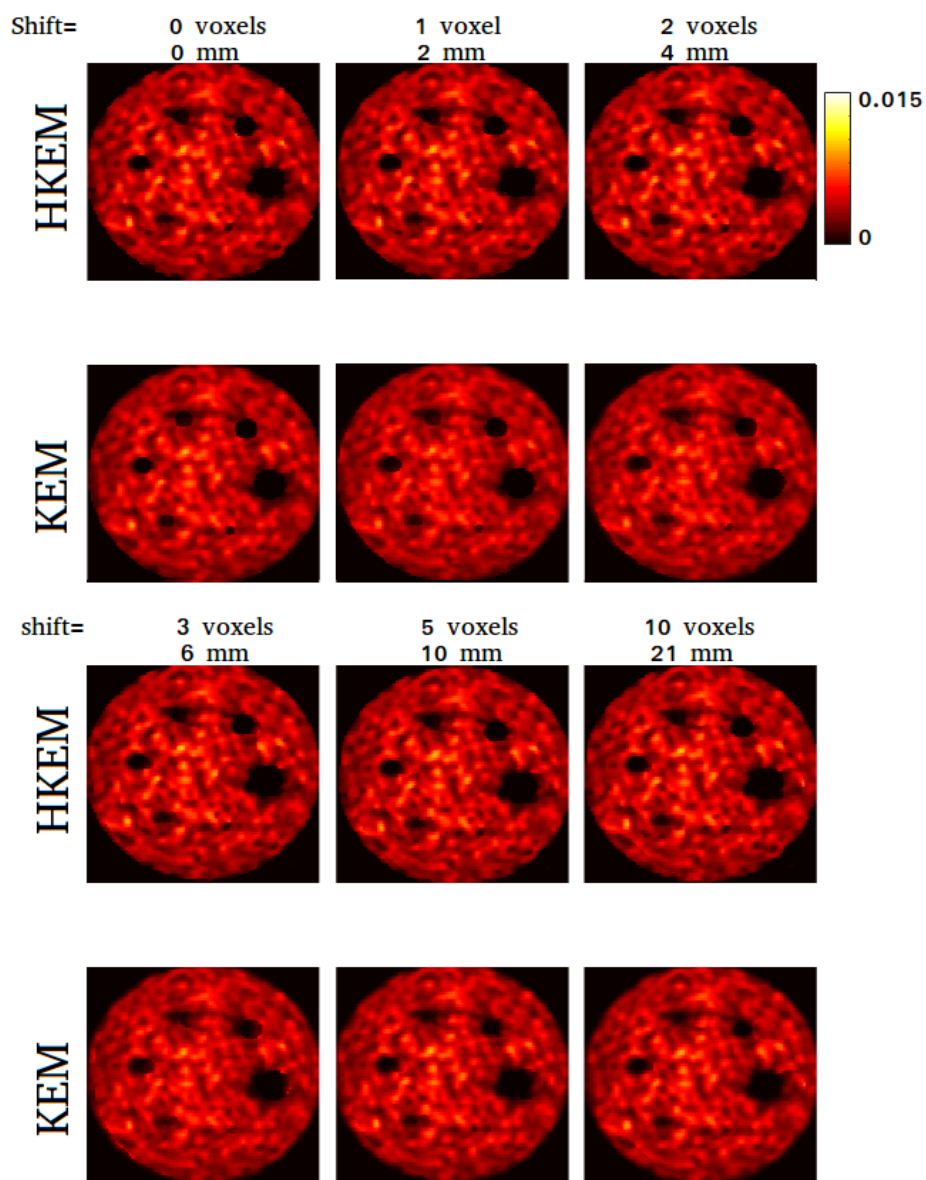 Shift= 0 voxels 1 voxel 2 voxels
0 mm 2 mm 4 mm
0.015
HKEM
0
KEM
shift= 3 voxels 5 voxels 10 voxels
6 mm 10 mm 21 mm
HKEM
KEM